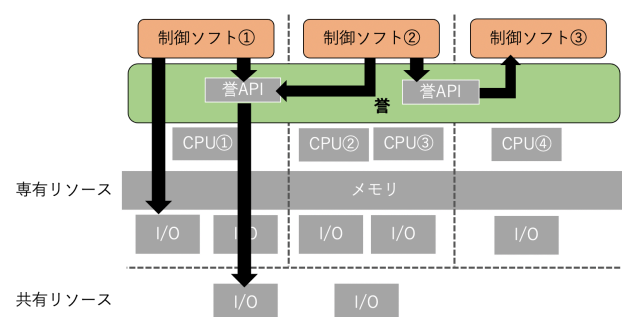 制御ソフト①
制御ソフト②
制御ソフト③
誉API
誉API
誉
CPU①
CPU②
CPU③
CPU④
専有リソース
メモリ
I/O
I/O
I/O
I/O
I/O
共有リソース
I/O
I/O